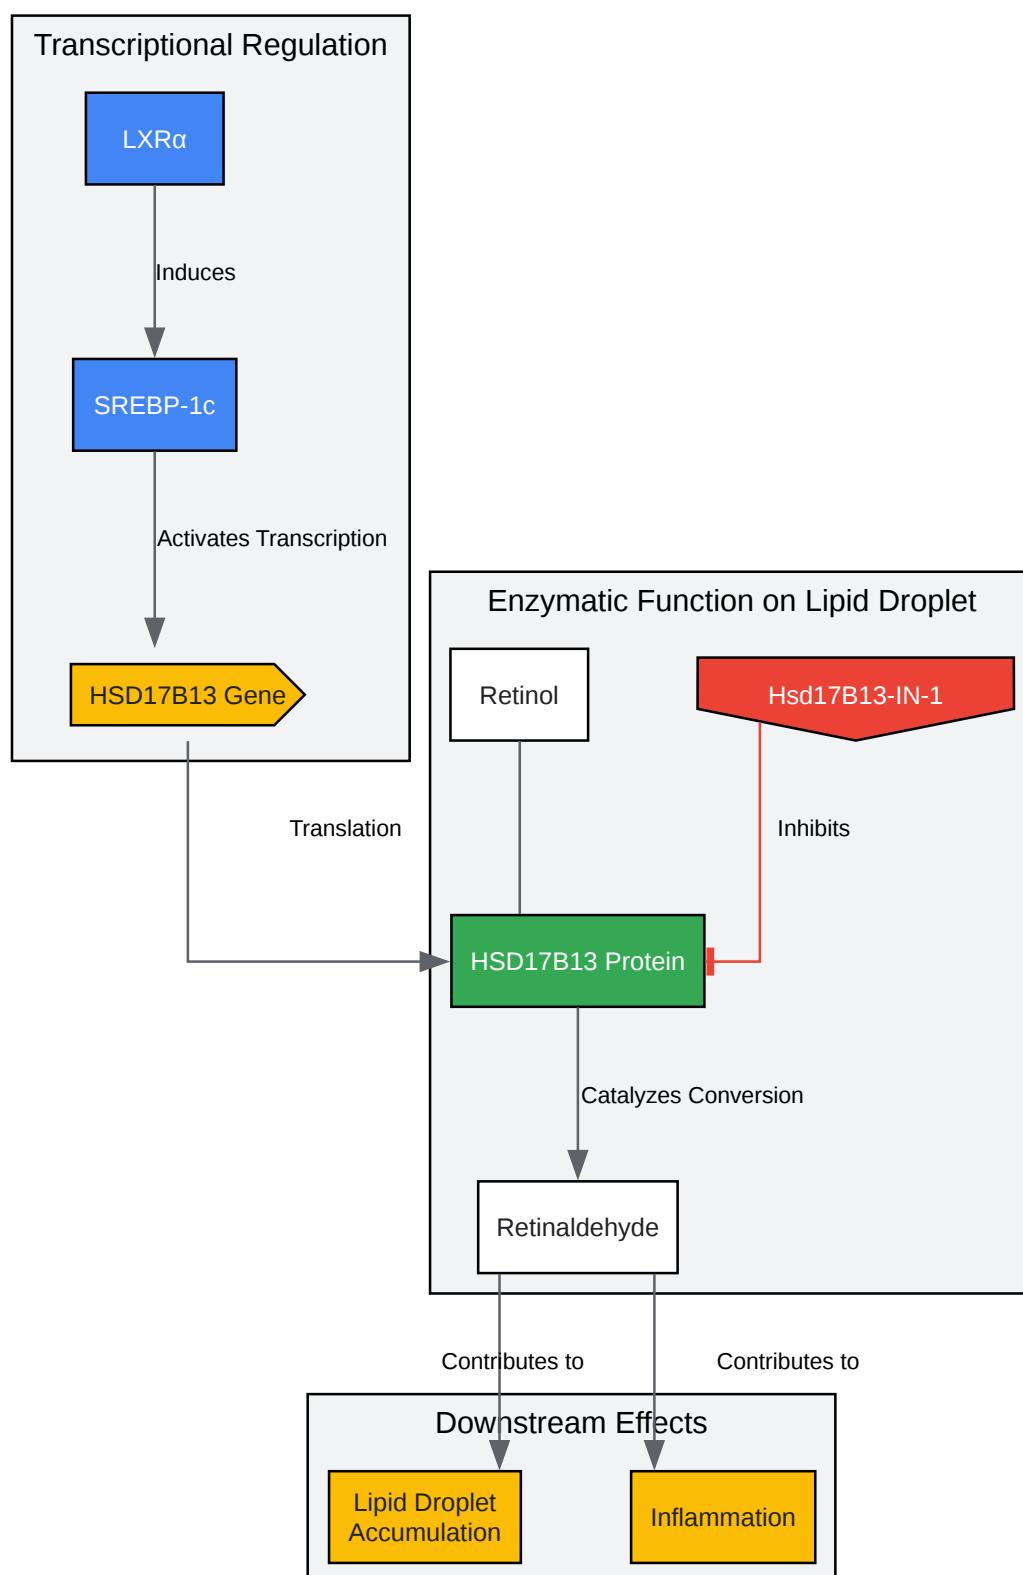 Transcriptional Regulation
LXRα
Induces
SREBP-1c
Activates Transcription
HSD17B13 Gene
Translation
Enzymatic Function on Lipid Droplet
Retinol
Hsd17B13-IN-1
Inhibits
HSD17B13 Protein
Catalyzes Conversion
Retinaldehyde
Contributes to
Contributes to
Downstream Effects
Lipid Droplet
Accumulation
Inflammation